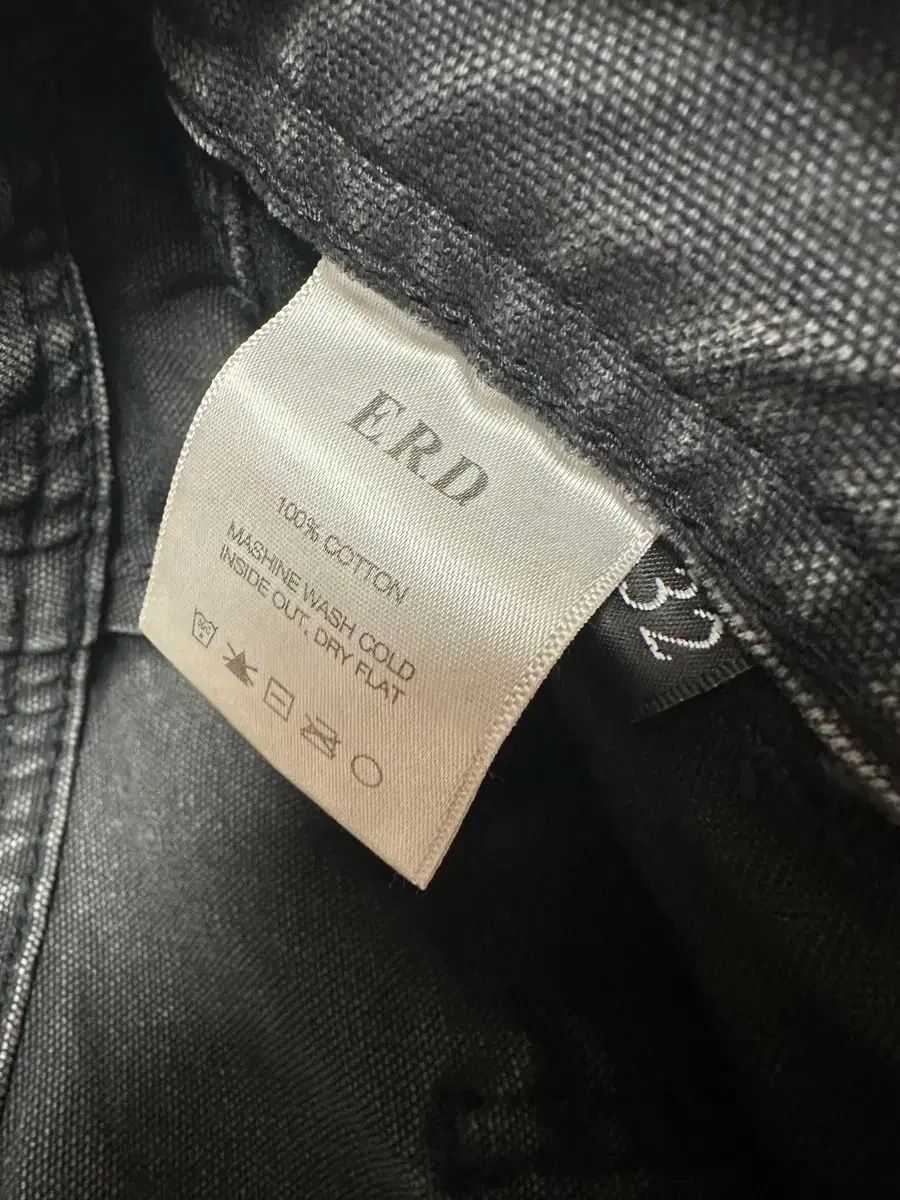 ERD
100% COTTON
MASHINE WASH COLD
INSIDE OUT, DRY FLAT
32